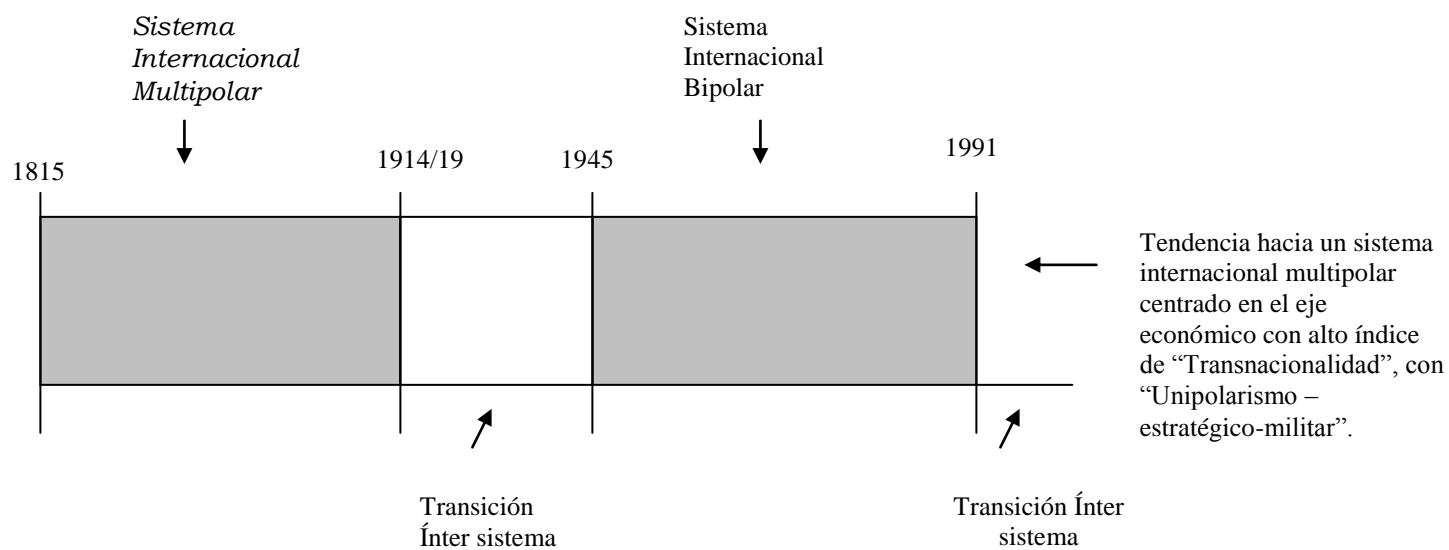 Sistema
Internacional
Multipolar
Sistema
Internacional
Bipolar
1815
1914/19
1945
1991
Tendencia hacia un sistema
internacional multipolar
centrado en el eje
económico con alto índice
de “Transnacionalidad”, con
“Unipolarismo –
estratégico-militar”.
Transición
Ínter sistema
Transición Ínter
sistema